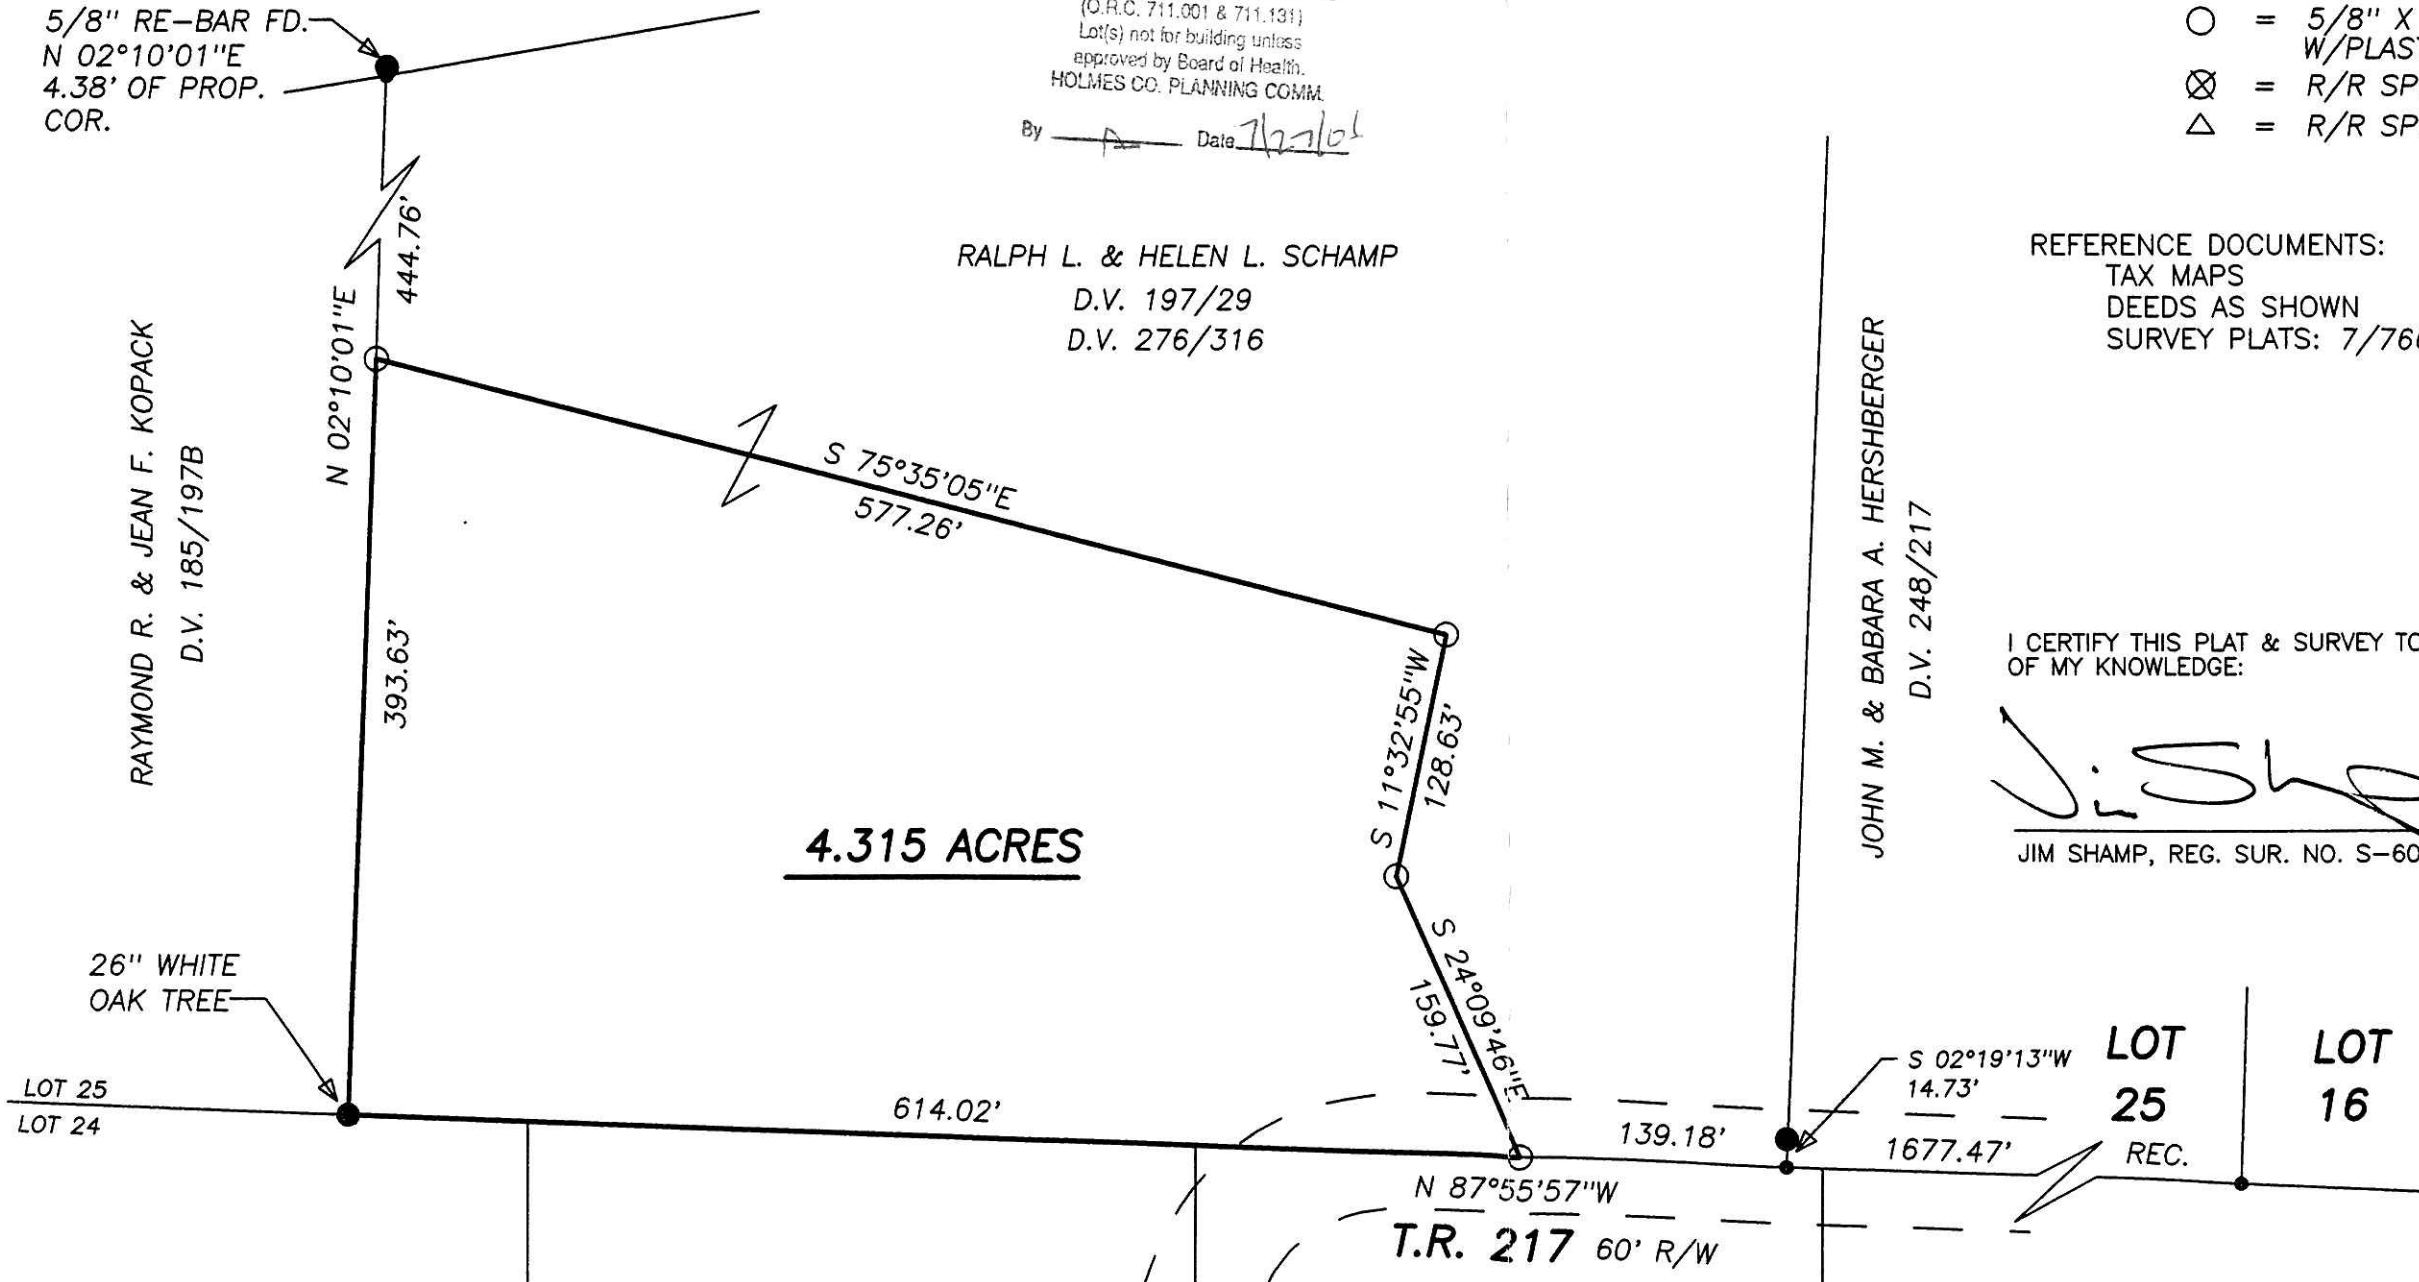 5/8" RE-BAR FD.
N 02°10'01"E
4.38' OF PROP.
COR.
(O.R.C. 711.001 & 711.131)
Lot(s) not for building unless
approved by Board of Health.
HOLMES CO. PLANNING COMM.
By Date 7/27/01
○ = 5/8" X
W/PLAS
⊗ = R/R SP
△ = R/R SP
444.76'
N 02°10'01"E
RALPH L. & HELEN L. SCHAMP
D.V. 197/29
D.V. 276/316
REFERENCE DOCUMENTS:
TAX MAPS
DEEDS AS SHOWN
SURVEY PLATS: 7/76
RAYMOND R. & JEAN F. KOPACK
D.V. 185/197B
393.63'
S 75°35'05"E
577.26'
S 11°32'55"W
128.63'
JOHN M. & BABARA A. HERSHBERGER
D.V. 248/217
I CERTIFY THIS PLAT & SURVEY TO
OF MY KNOWLEDGE:
Jim Sha
JIM SHAMP, REG. SUR. NO. S-60
4.315 ACRES
S 24°09'46"E
159.77'
26" WHITE
OAK TREE
LOT 25
LOT 24
614.02'
139.18'
S 02°19'13"W
14.73'
1677.47'
REC.
LOT
25
LOT
16
N 87°55'57"W
T.R. 217 60' R/W